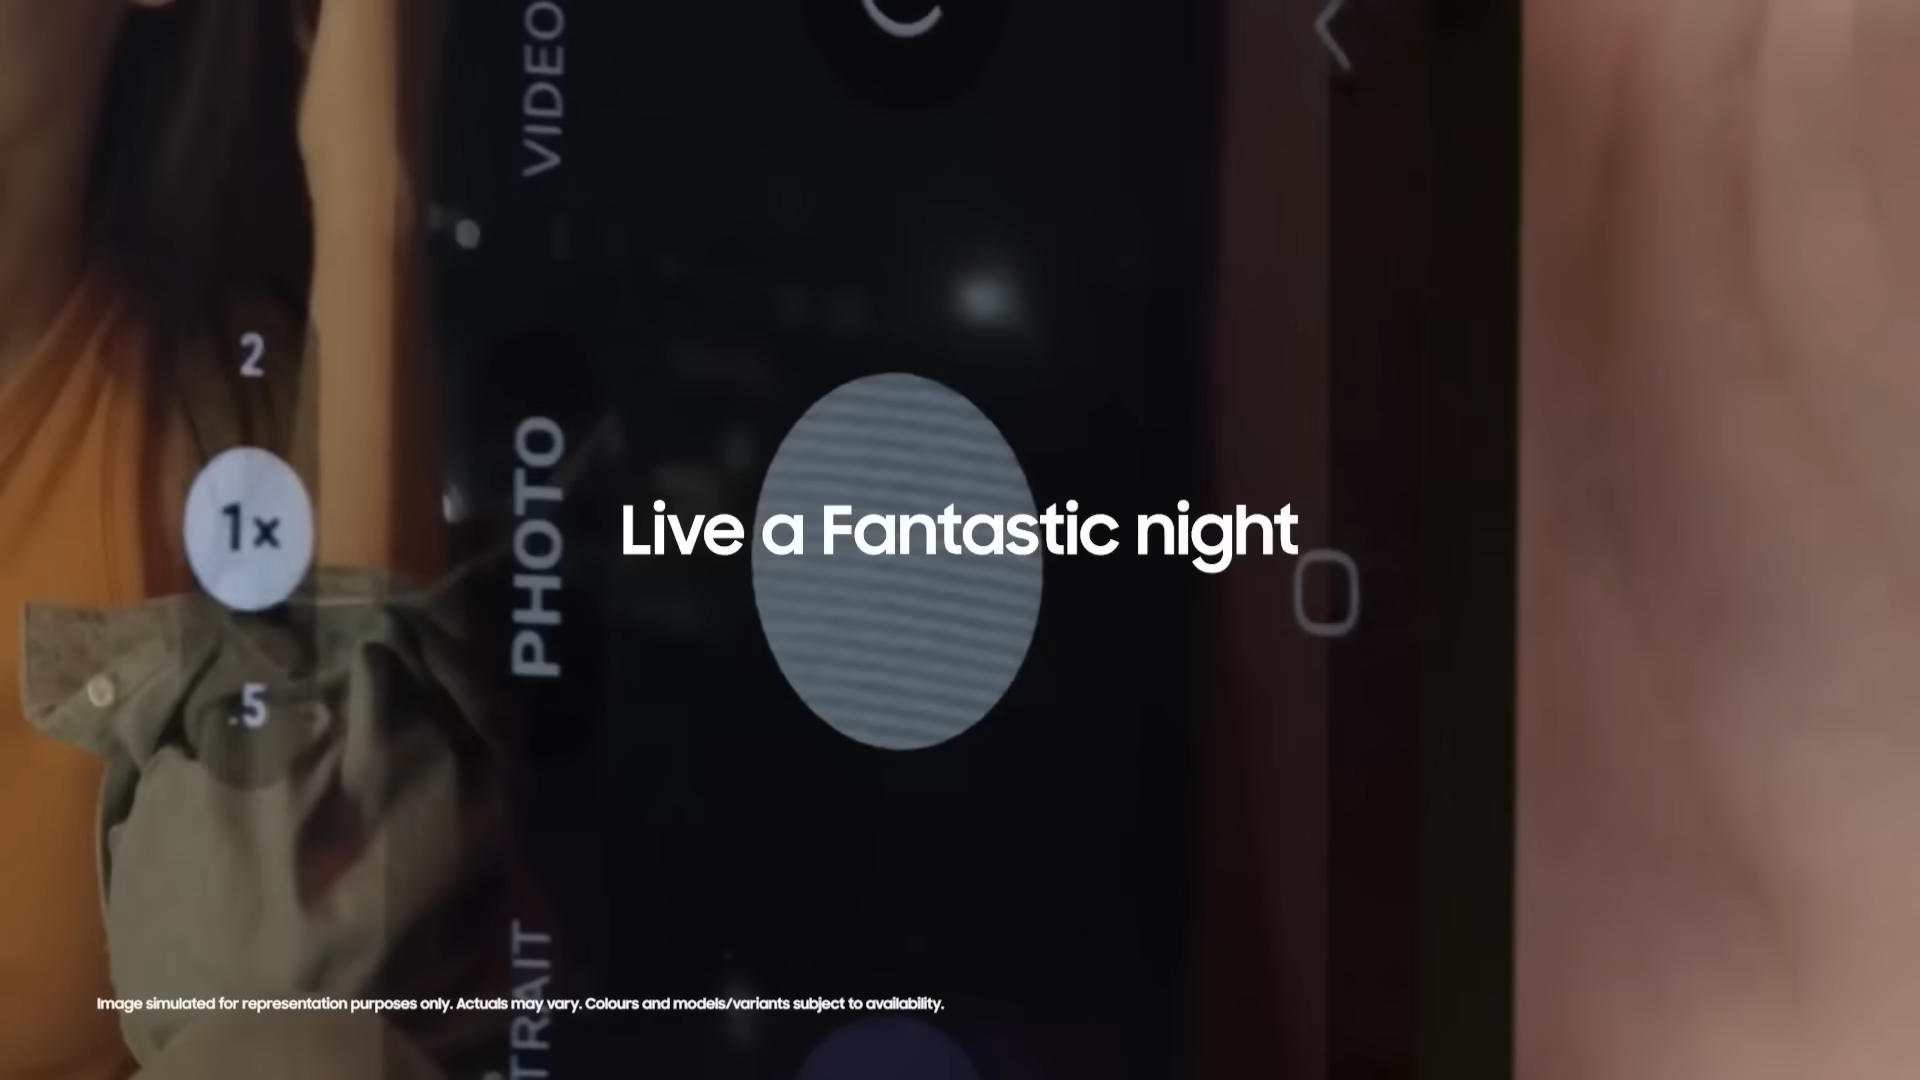 VIDEO
2
1x
.5
PHOTO
TRAIT
Live a Fantastic night
Image simulated for representation purposes only. Actuals may vary. Colours and models/variants subject to availability.